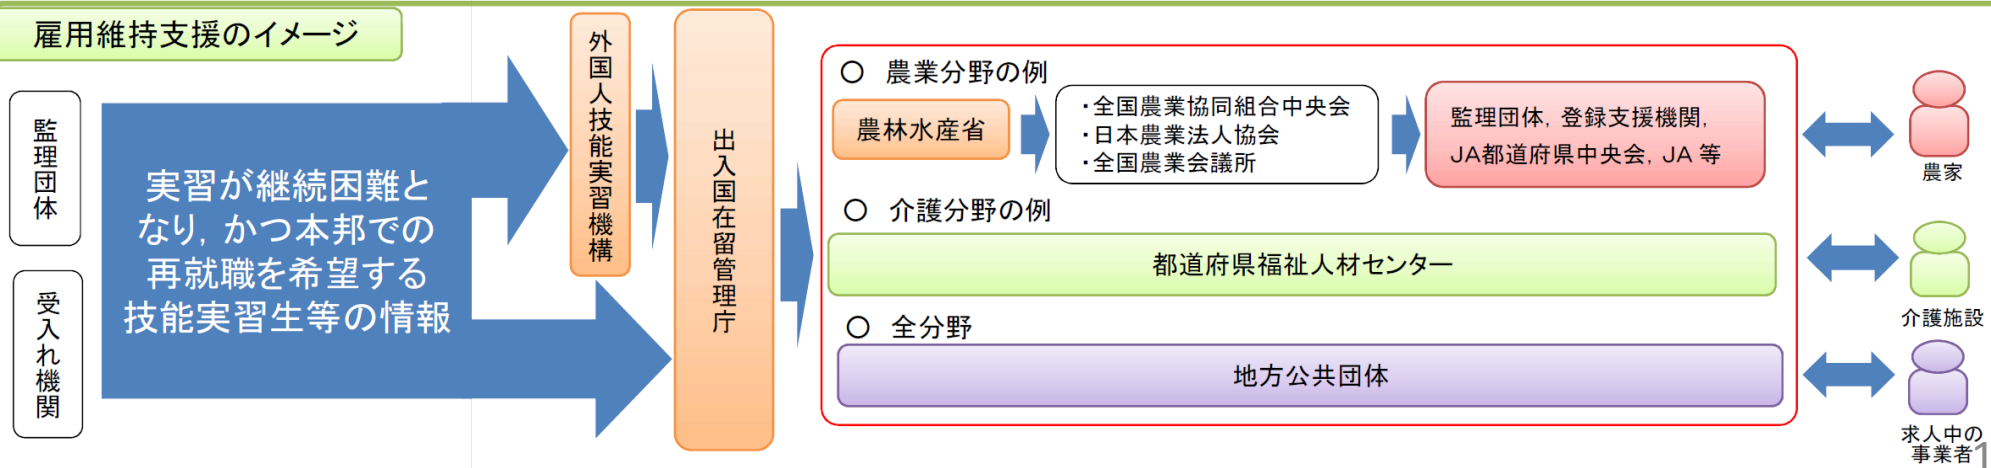 雇用維持支援のイメージ
監理団体
受入れ機関
実習が継続困難と
なり，かつ本邦での
再就職を希望する
技能実習生等の情報
外国人技能実習機構
出入国在留管理庁
○　農業分野の例
農林水産省
・全国農業協同組合中央会
・日本農業法人協会
・全国農業会議所
監理団体，登録支援機関，
JA都道府県中央会，JA 等
農家
○　介護分野の例
都道府県福祉人材センター
介護施設
○　全分野
地方公共団体
求人中の
事業者
1